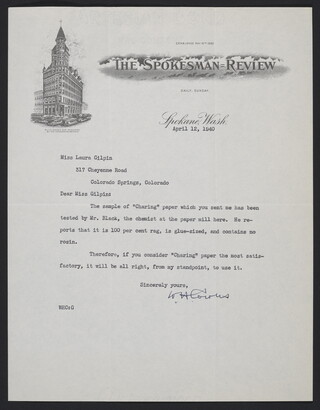 THE SPOKESMAN-REVIEW
DAILY SUNDAY
Spokane, Wash.
April 12, 1940
Miss Laura Gilpin
317 Cheyenne Road
Colorado Springs, Colorado
Dear Miss Gilpin:
The sample of "Charing" paper which you sent me has been
tested by Mr. Slack, the chemist at the paper mill here. He re-
ports that it is 100 per cent rag, is glue-sized, and contains no
rosin.
Therefore, if you consider "Charing" paper the most satis-
factory, it will be all right, from my standpoint, to use it.
Sincerely yours,
W H Cowles
WHC:G